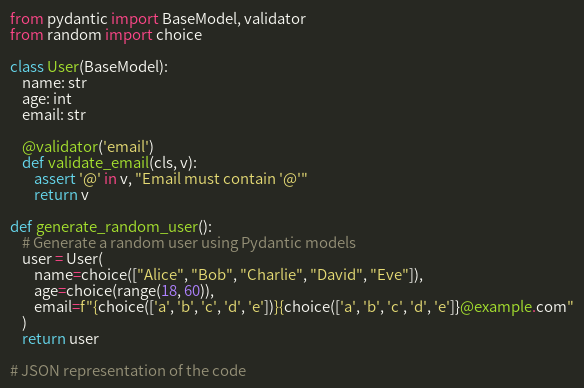 from pydantic import BaseModel, validator
from random import choice

class User(BaseModel):
    name: str
    age: int
    email: str

    @validator('email')
    def validate_email(cls, v):
        assert '@' in v, "Email must contain '@'"
        return v

def generate_random_user():
    # Generate a random user using Pydantic models
    user = User(
        name=choice(["Alice", "Bob", "Charlie", "David", "Eve"]),
        age=choice(range(18, 60)),
        email=f"{choice(['a', 'b', 'c', 'd', 'e'])}{choice(['a', 'b', 'c', 'd', 'e']}@example.com"
    )
    return user

# JSON representation of the code